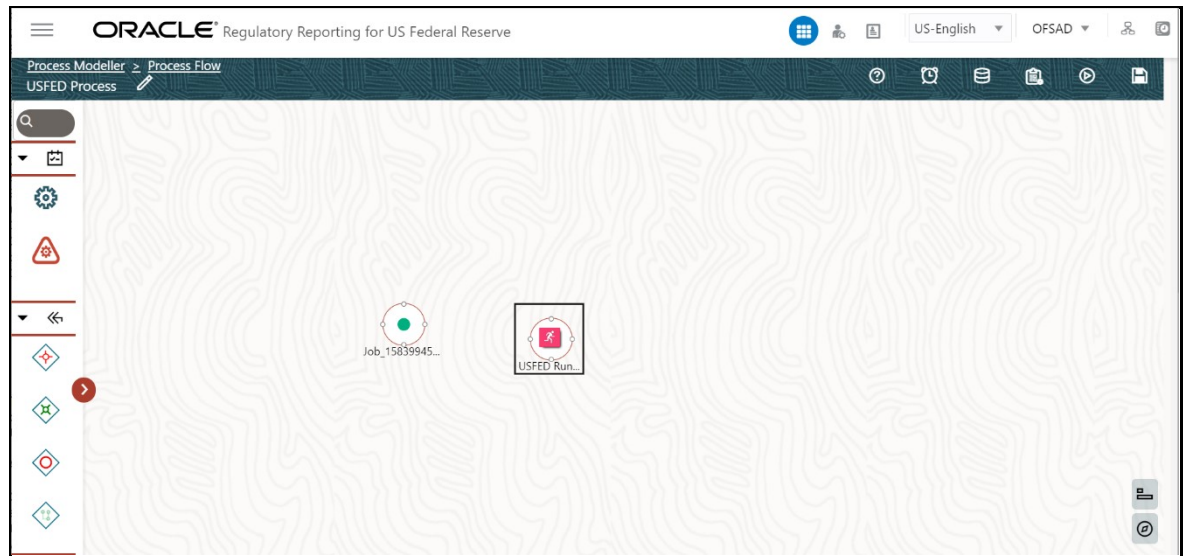 ORACLE® Regulatory Reporting for US Federal Reserve
US-English
OFSAD
Process Modeller > Process Flow
USFED Process
Job_15839945...
USFED Run...